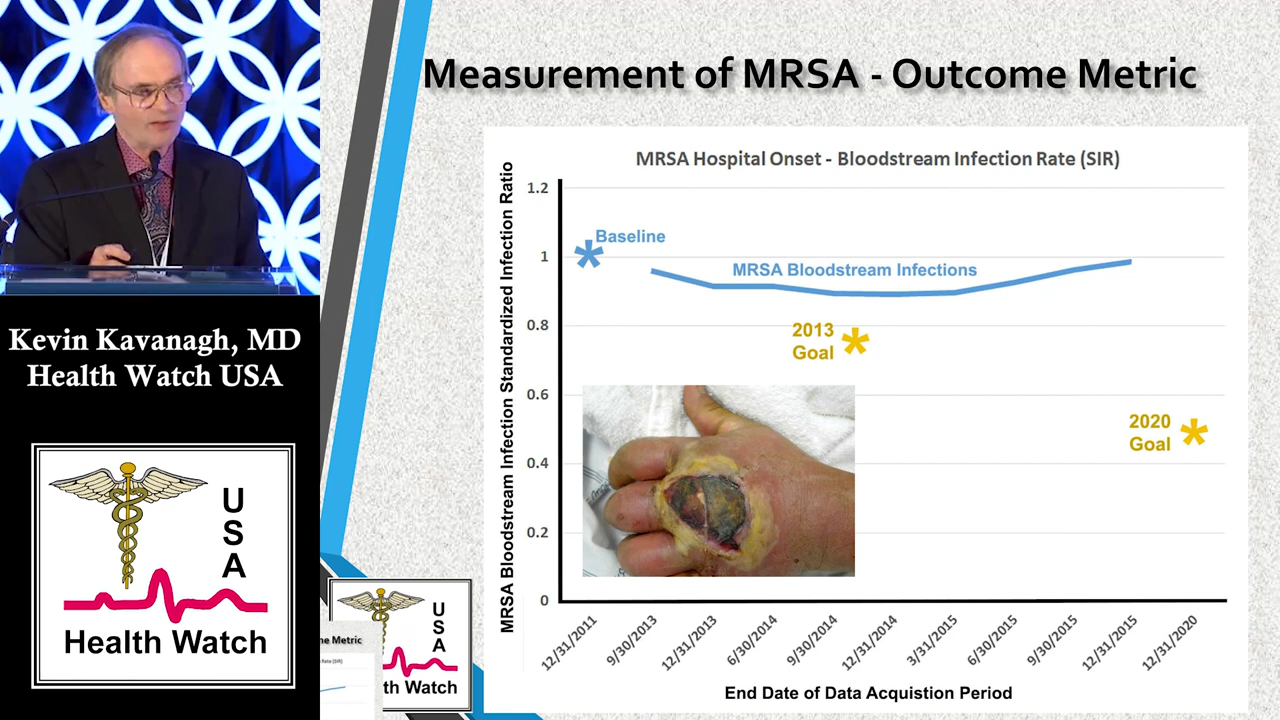 Measurement of MRSA - Outcome Metric
MRSA Hospital Onset - Bloodstream Infection Rate (SIR)
MRSA Bloodstream Infection Standardized Infection Ratio
1.2
1
0.8
0.6
0.4
0.2
0
Baseline
MRSA Bloodstream Infections
2013
Goal
2020
Goal
12/31/2011
9/30/2013
12/31/2013
6/30/2014
9/30/2014
12/31/2014
3/31/2015
6/30/2015
9/30/2015
12/31/2015
12/31/2020
End Date of Data Acquistion Period
Kevin Kavanagh, MD
Health Watch USA
USA
Health Watch
USA
th Watch
ne Metric